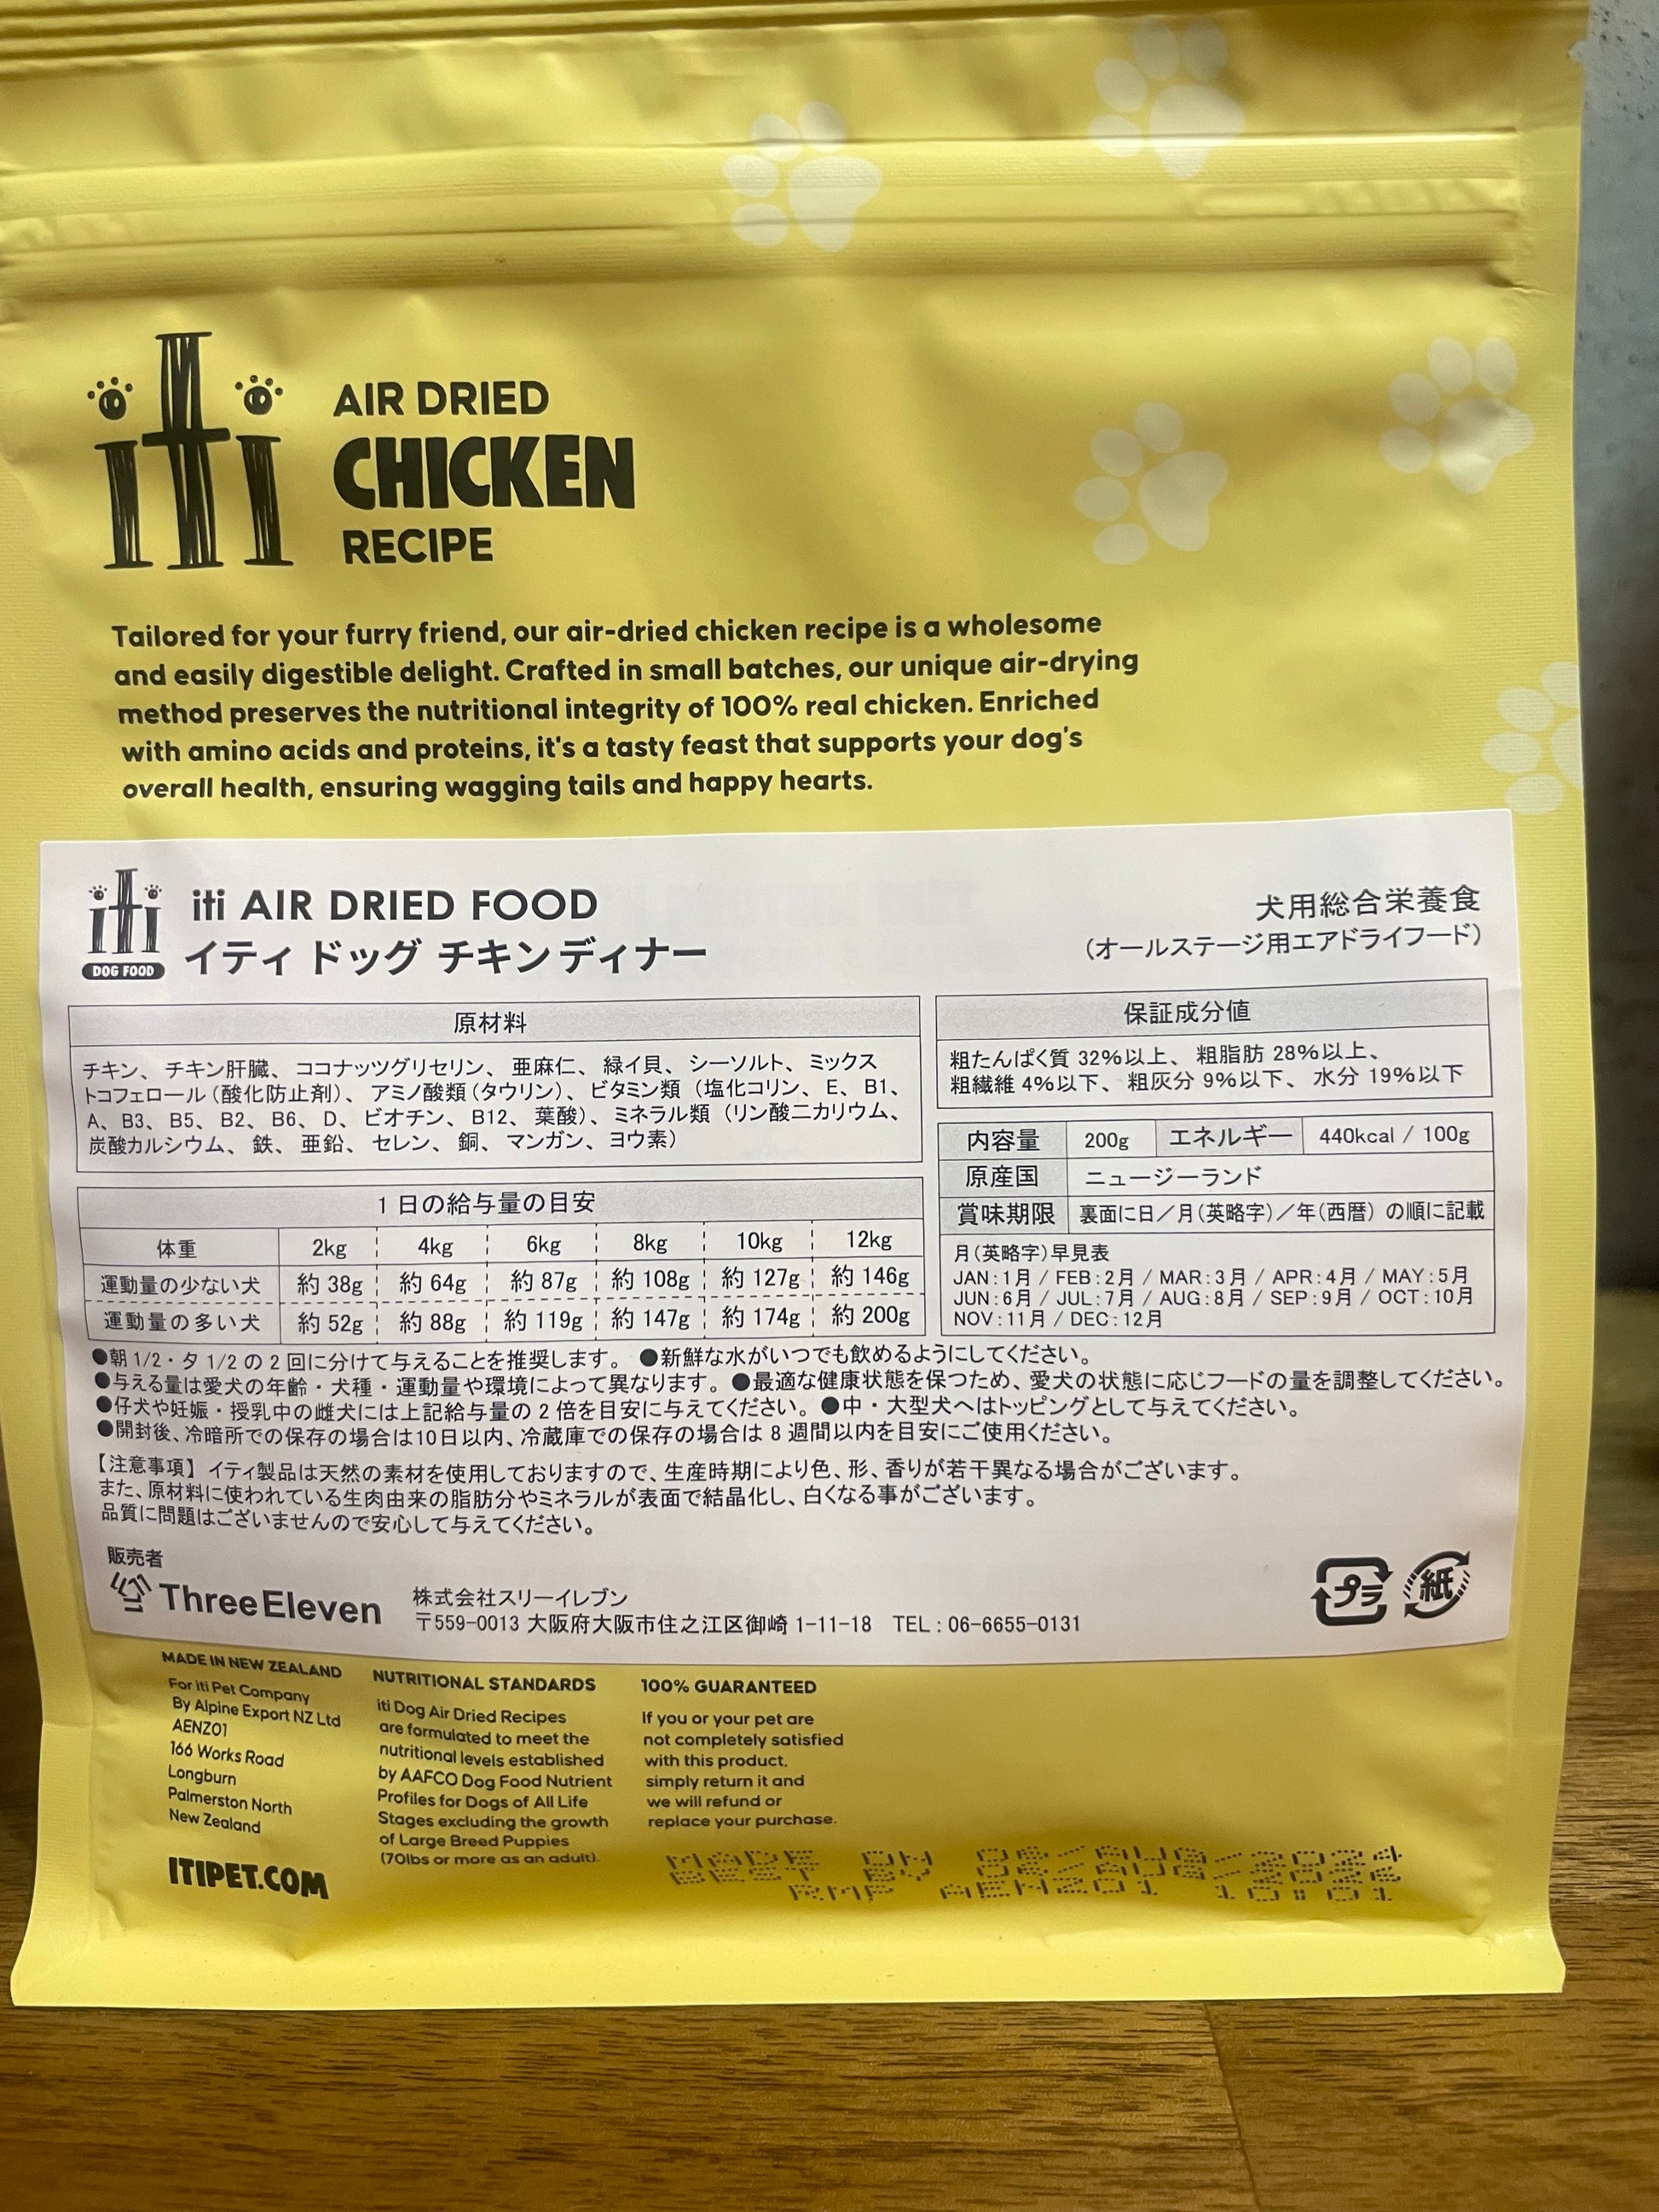 iti
AIR DRIED
CHICKEN
RECIPE
Tailored for your furry friend, our air-dried chicken recipe is a wholesome
and easily digestible delight. Crafted in small batches, our unique air-drying
method preserves the nutritional integrity of 100% real chicken. Enriched
with amino acids and proteins, it's a tasty feast that supports your dog's
overall health, ensuring wagging tails and happy hearts.
iti
DOG FOOD
iti AIR DRIED FOOD
イティ ドッグ チキンディナー
犬用総合栄養食
（オールステージ用エアドライフード）
原材料
チキン、チキン肝臓、ココナッツグリセリン、亜麻仁、緑イ貝、シーソルト、ミックス
トコフェロール（酸化防止剤）、アミノ酸類（タウリン）、ビタミン類（塩化コリン、E、B1、
A、B3、B5、B2、B6、D、ビオチン、B12、葉酸）、ミネラル類（リン酸二カリウム、
炭酸カルシウム、鉄、亜鉛、セレン、銅、マンガン、ヨウ素）
保証成分値
粗たんぱく質 32%以上、粗脂肪 28%以上、
粗繊維 4%以下、粗灰分 9%以下、水分 19%以下
内容量 200g エネルギー 440kcal / 100g
原産国 ニュージーランド
賞味期限 裏面に日／月（英略字）／年（西暦）の順に記載
月（英略字）早見表
JAN：1月 / FEB：2月 / MAR：3月 / APR：4月 / MAY：5月
JUN：6月 / JUL：7月 / AUG：8月 / SEP：9月 / OCT：10月
NOV：11月 / DEC：12月
1日の給与量の目安
体重 2kg 4kg 6kg 8kg 10kg 12kg
運動量の少ない犬 約 38g 約 64g 約 87g 約 108g 約 127g 約 146g
運動量の多い犬 約 52g 約 88g 約 119g 約 147g 約 174g 約 200g
●朝 1/2・夕 1/2 の 2 回に分けて与えることを推奨します。 ●新鮮な水がいつでも飲めるようにしてください。
●与える量は愛犬の年齢・犬種・運動量や環境によって異なります。●最適な健康状態を保つため、愛犬の状態に応じフードの量を調整してください。
●仔犬や妊娠・授乳中の雌犬には上記給与量の 2 倍を目安に与えてください。●中・大型犬へはトッピングとして与えてください。
●開封後、冷暗所での保存の場合は10日以内、冷蔵庫での保存の場合は 8 週間以内を目安にご使用ください。
【注意事項】イティ製品は天然の素材を使用しておりますので、生産時期により色、形、香りが若干異なる場合がございます。
また、原材料に使われている生肉由来の脂肪分やミネラルが表面で結晶化し、白くなる事がございます。
品質に問題はございませんので安心して与えてください。
販売者
ThreeEleven
株式会社スリーイレブン
〒559-0013 大阪府大阪市住之江区御崎 1-11-18 TEL：06-6655-0131
プラ
紙
MADE IN NEW ZEALAND
For iti Pet Company
By Alpine Export NZ Ltd
AENZ01
166 Works Road
Longburn
Palmerston North
New Zealand
ITIPET.COM
NUTRITIONAL STANDARDS
iti Dog Air Dried Recipes
are formulated to meet the
nutritional levels established
by AAFCO Dog Food Nutrient
Profiles for Dogs of All Life
Stages excluding the growth
of Large Breed Puppies
(70lbs or more as an adult).
100% GUARANTEED
If you or your pet are
not completely satisfied
with this product,
simply return it and
we will refund or
replace your purchase.
RMP AENZ01